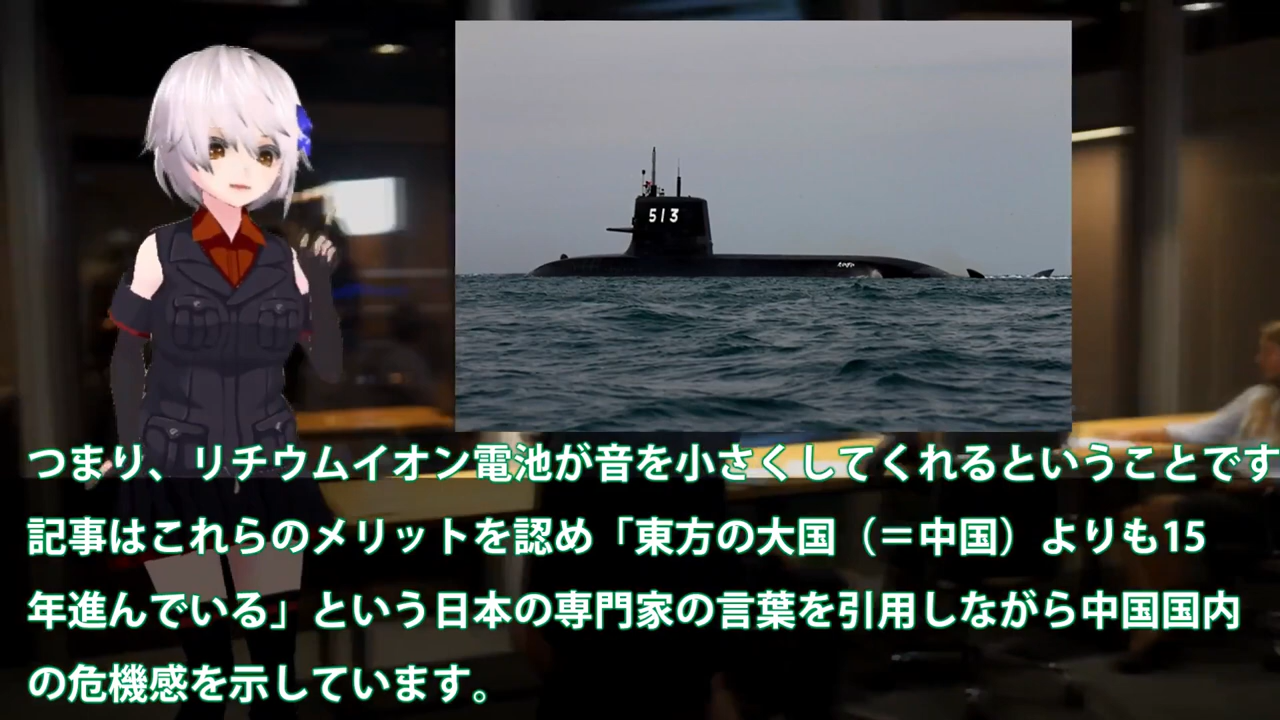 513
つまり、リチウムイオン電池が音を小さくしてくれるということです
記事はこれらのメリットを認め「東方の大国（＝中国）よりも15
年進んでいる」という日本の専門家の言葉を引用しながら中国国内
の危機感を示しています。